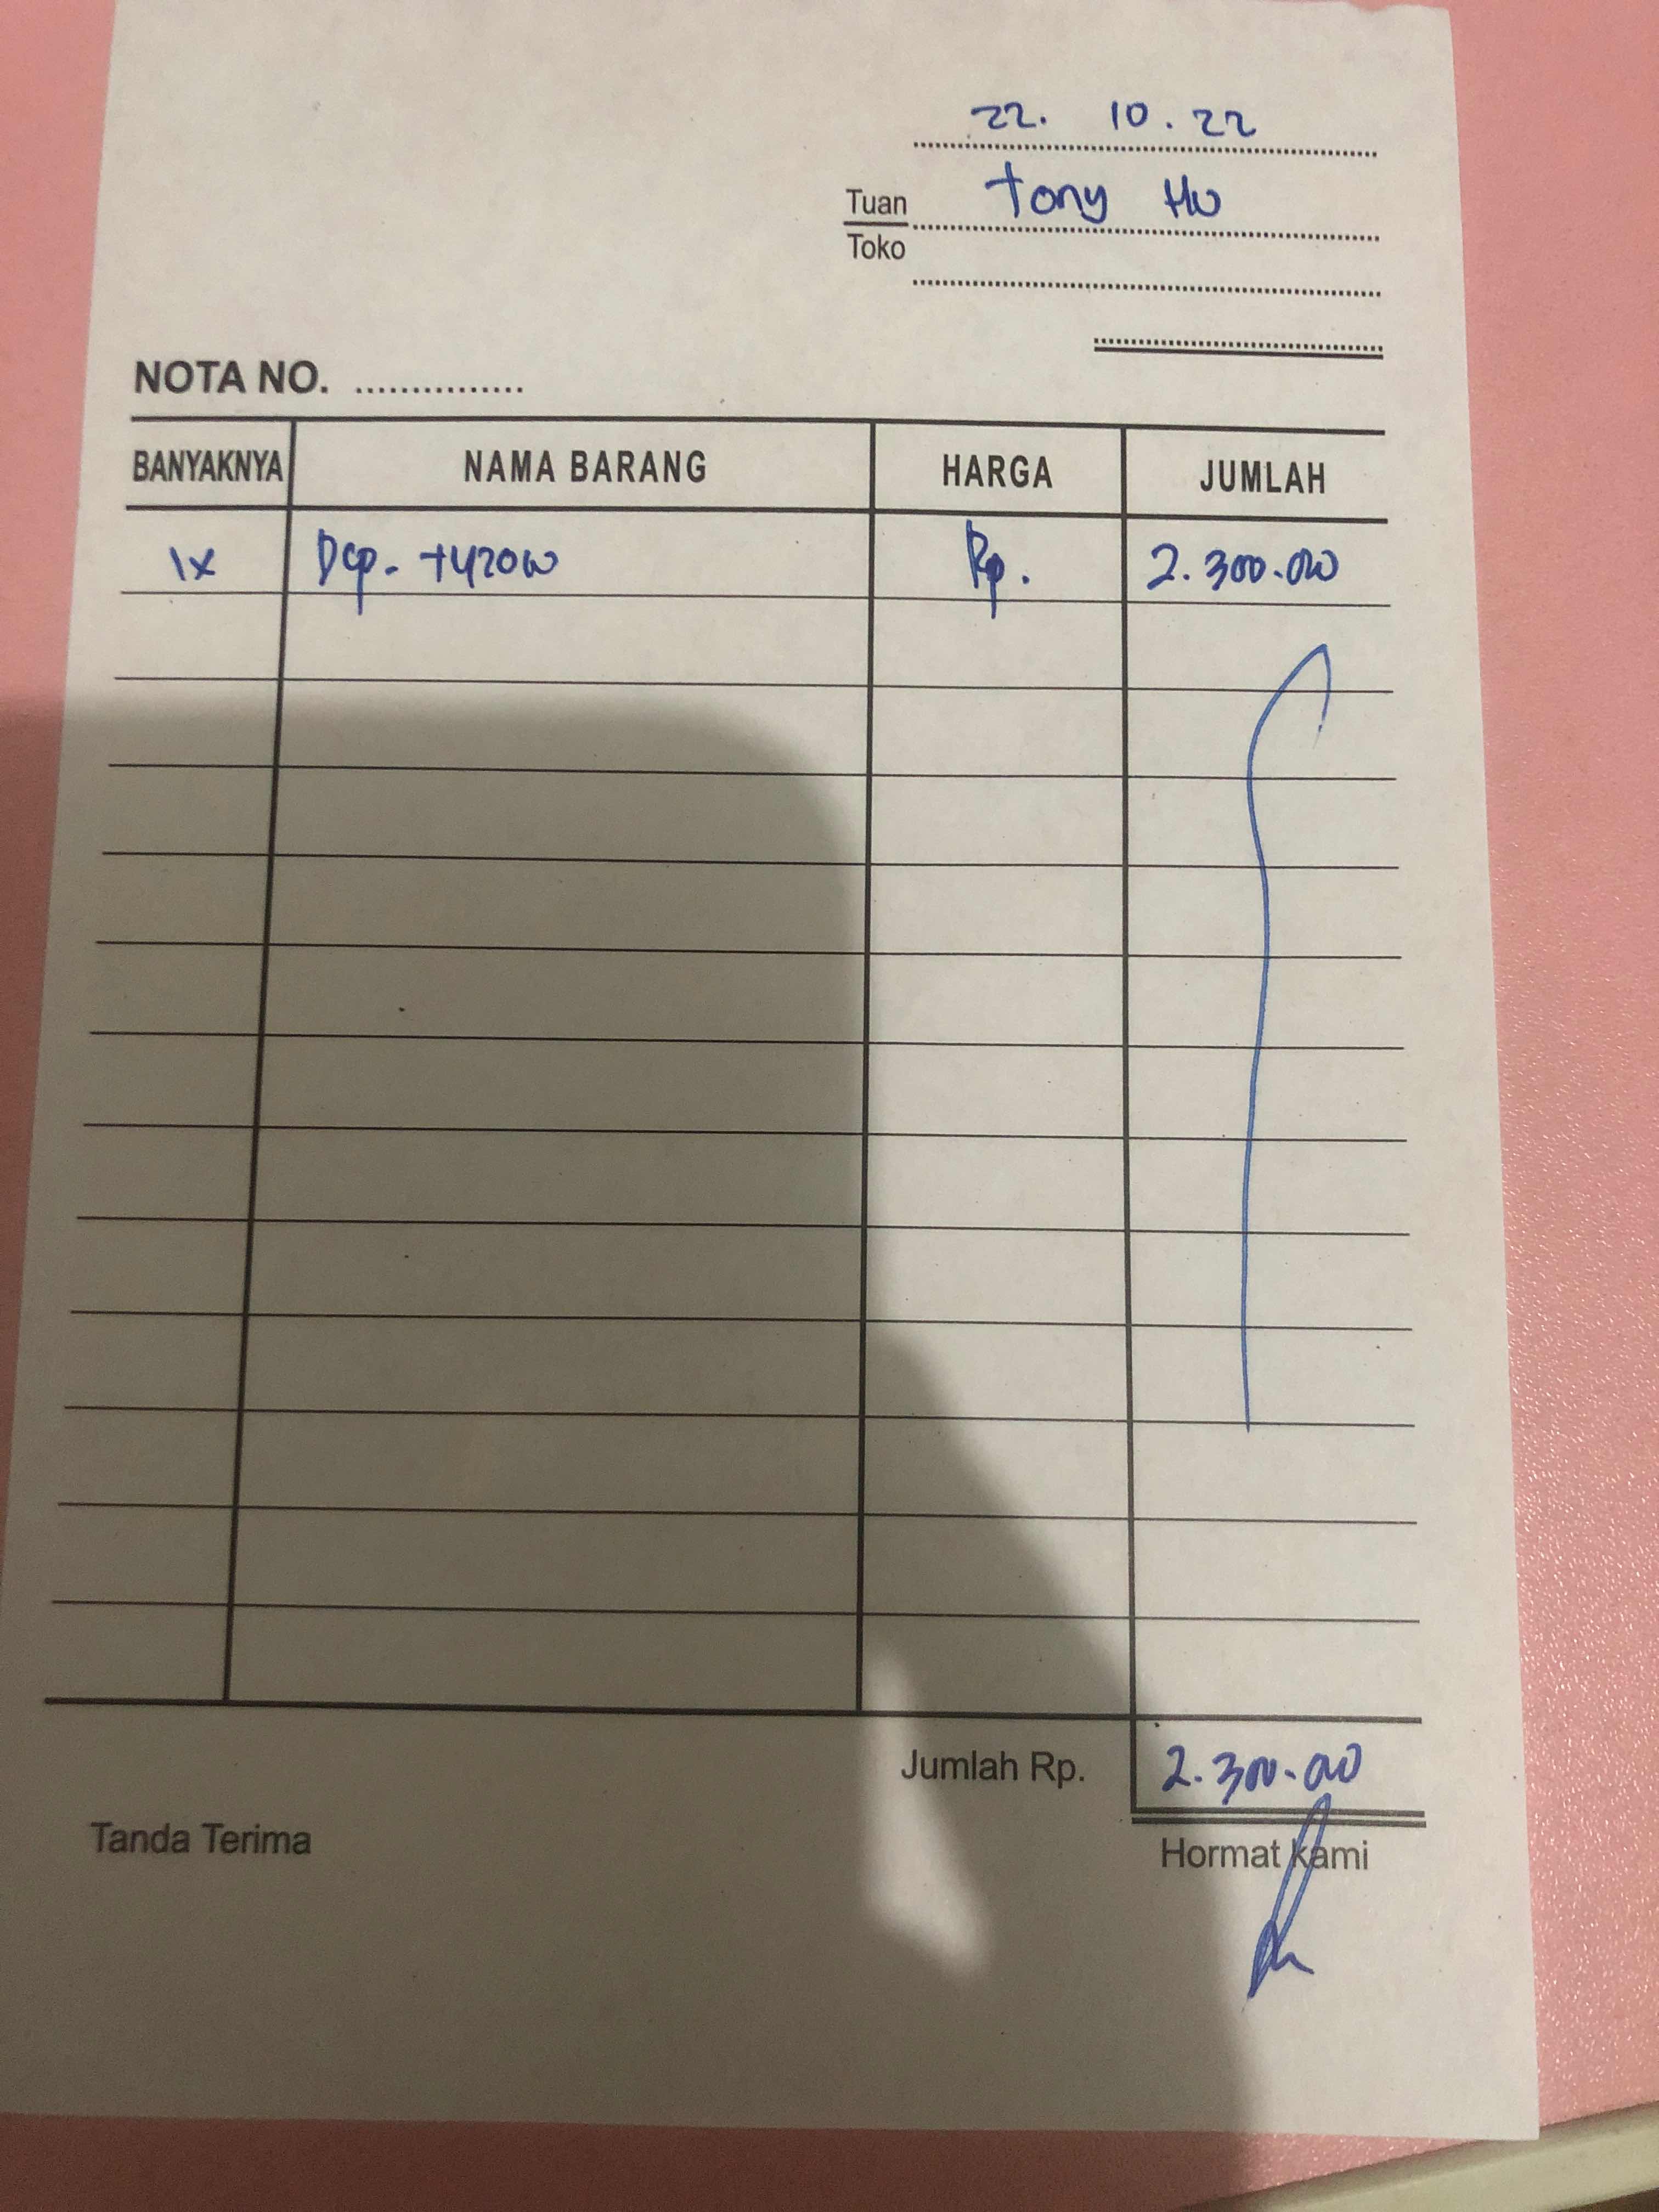 22. 10. 22
Tuan Tony Hu
Toko
NOTA NO. ...............
BANYAKNYA NAMA BARANG HARGA JUMLAH
1x Dcp. T420W Rp. 2.300.000
Jumlah Rp. 2.300.000
Tanda Terima Hormat kami